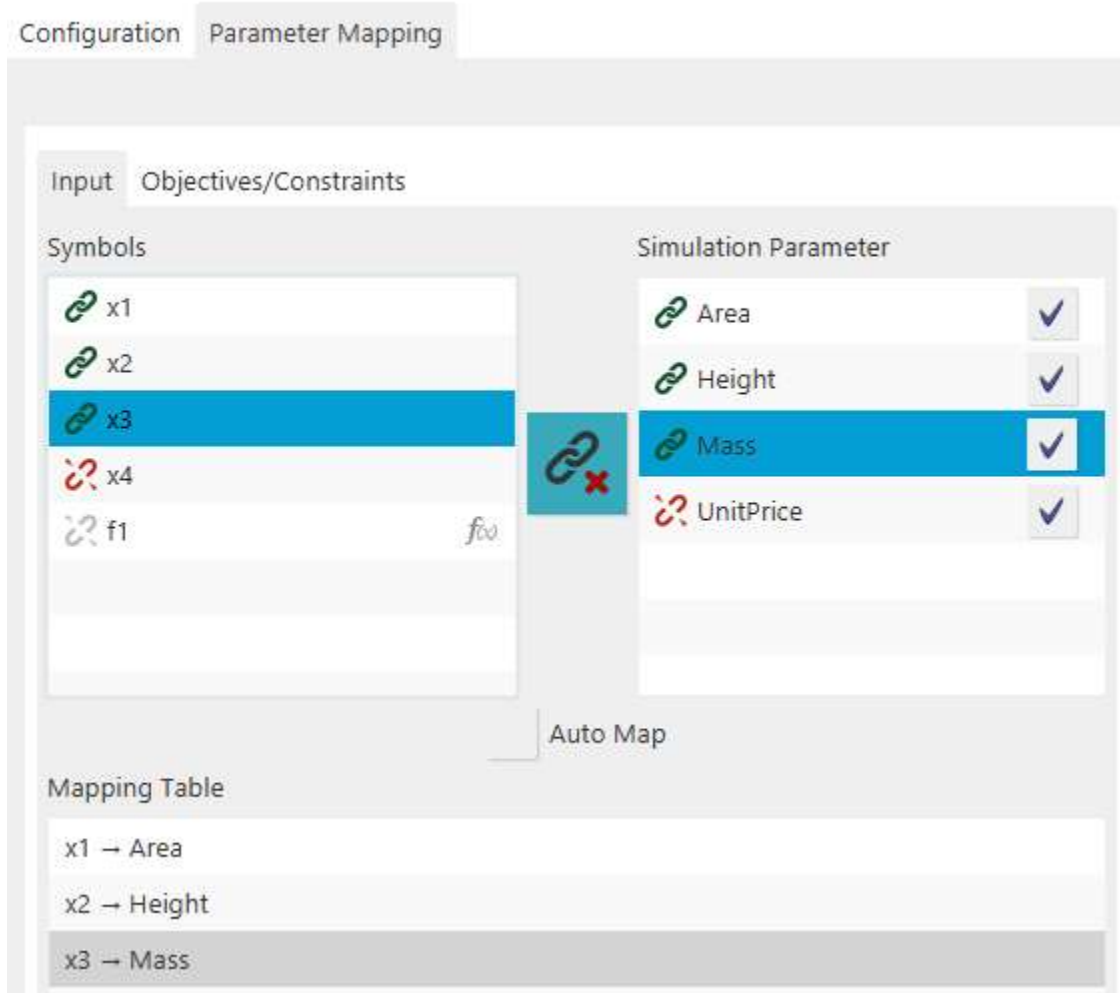 Configuration Parameter Mapping
Input Objectives/Constraints
Symbols
x1
x2
x3
x4
f1 f(x)
Simulation Parameter
Area
Height
Mass
UnitPrice
Auto Map
Mapping Table
x1 → Area
x2 → Height
x3 → Mass